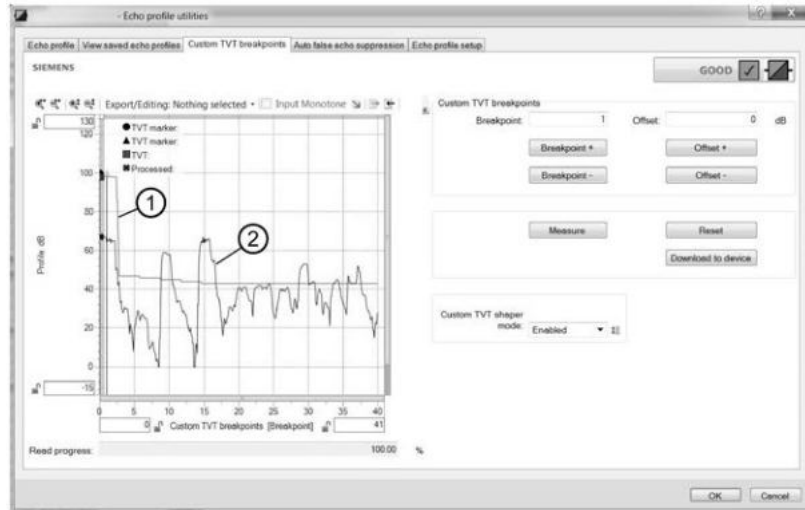 - Echo profile utilities
Echo profile View saved echo profiles Custom TVT breakpoints Auto false echo suppression Echo profile setup
SIEMENS
GOOD
Export/Editing: Nothing selected Input Monotone
Custom TVT breakpoints
Breakpoint: 1 Offset: 0 dB
Breakpoint + Offset +
Breakpoint - Offset -
Measure Reset
Download to device
Custom TVT shaper
mode: Enabled
130
120
100
80
60
40
20
0
-15
Profile dB
TVT marker:
TVT marker:
TVT:
Processed:
1
2
0 5 10 15 20 25 30 35 40
0 Custom TVT breakpoints [Breakpoint] 41
Read progress: 100.00 %
OK Cancel